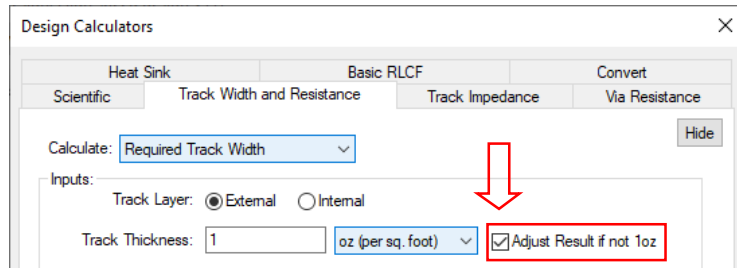 Design Calculators
Heat Sink Basic RLCF Convert
Scientific Track Width and Resistance Track Impedance Via Resistance
Hide
Calculate: Required Track Width
Inputs:
Track Layer: External Internal
Track Thickness: 1 oz (per sq. foot) Adjust Result if not 1oz